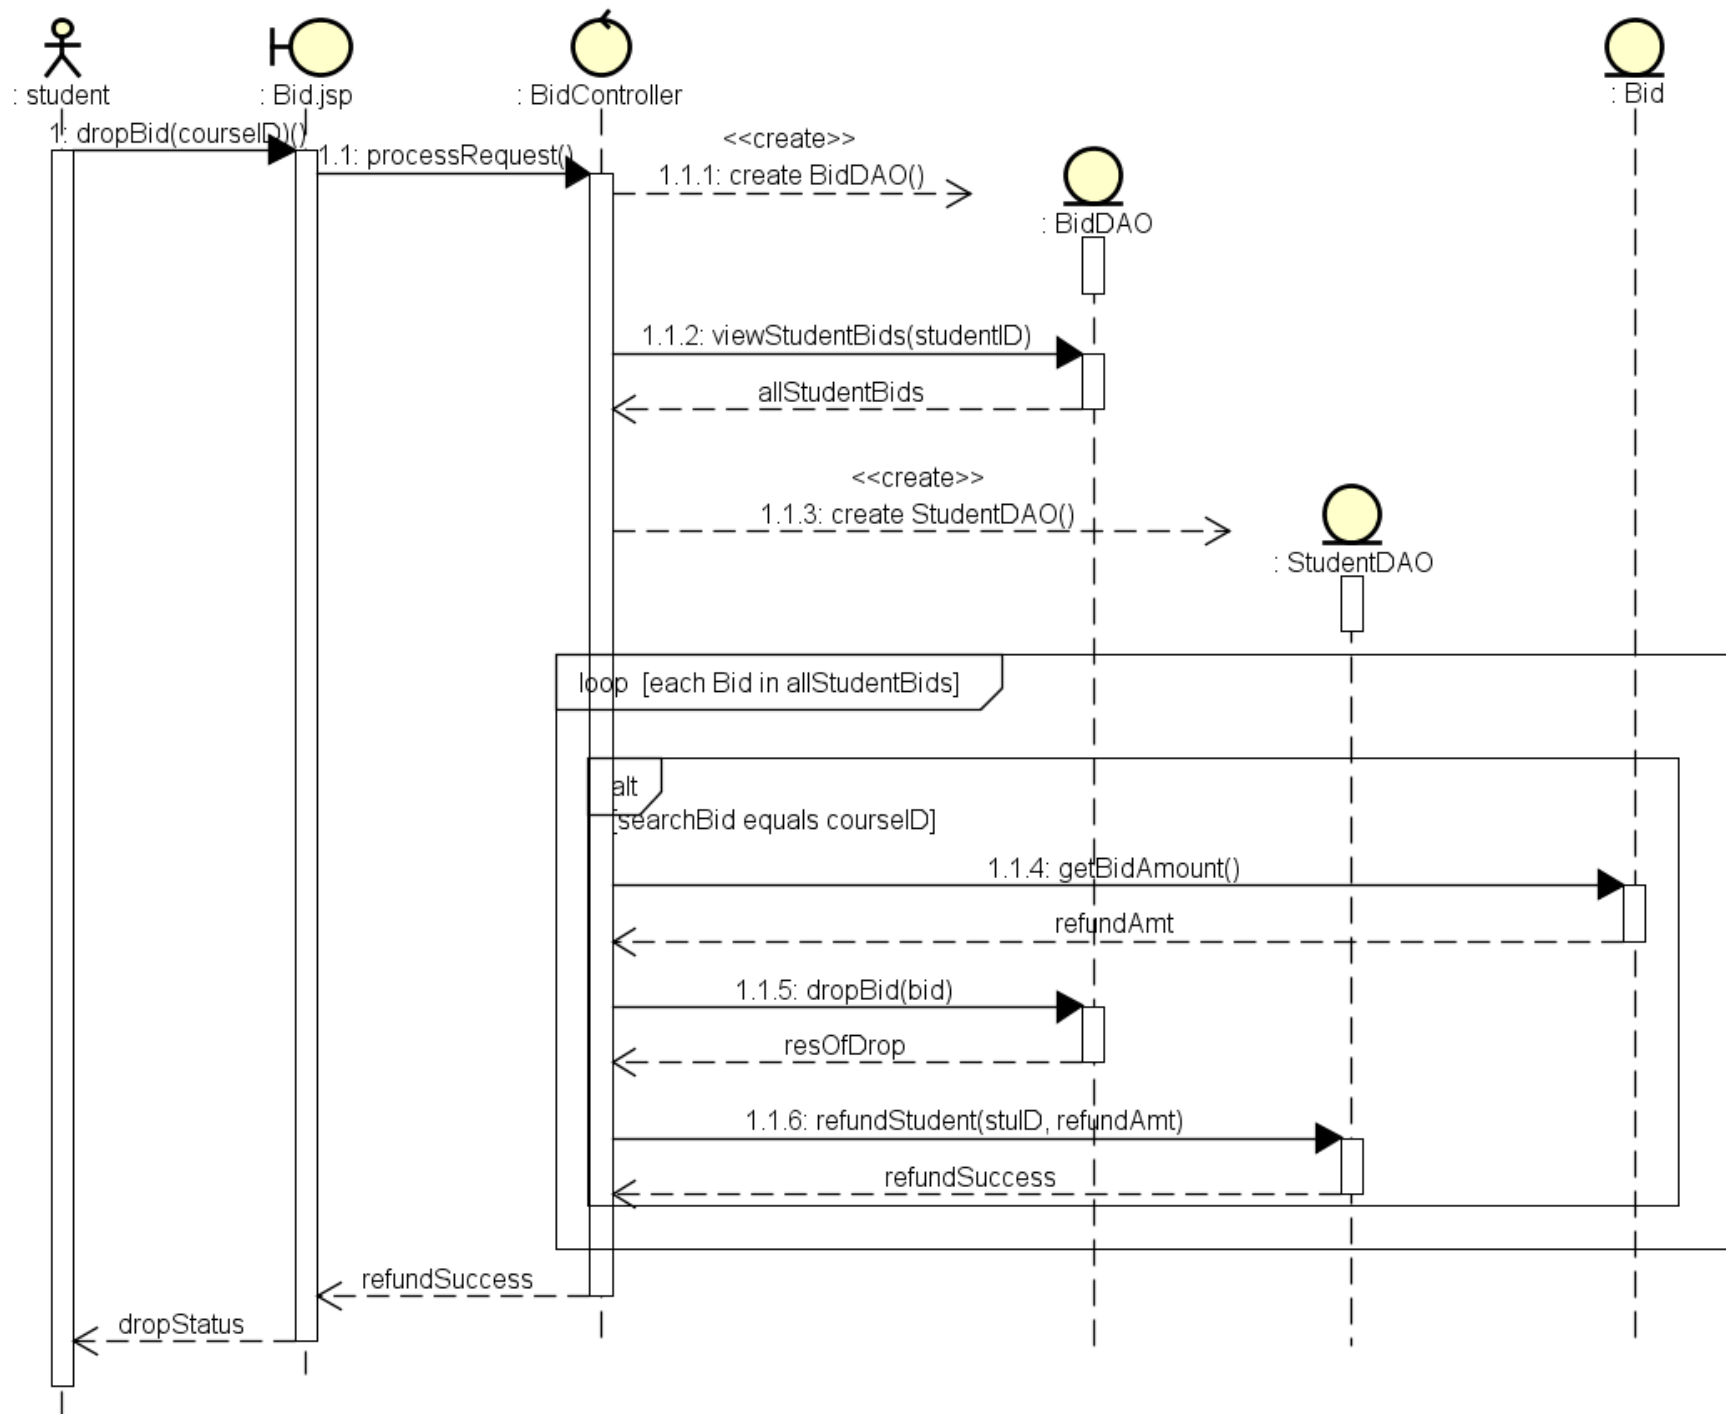 : student
: Bid.jsp
: BidController
: Bid
1: dropBid(courseID)()
1.1: processRequest()
<<create>>
1.1.1: create BidDAO()
: BidDAO
1.1.2: viewStudentBids(studentID)
allStudentBids
<<create>>
1.1.3: create StudentDAO()
: StudentDAO
loop [each Bid in allStudentBids]
alt
[searchBid equals courseID]
1.1.4: getBidAmount()
refundAmt
1.1.5: dropBid(bid)
resOfDrop
1.1.6: refundStudent(stuID, refundAmt)
refundSuccess
refundSuccess
dropStatus